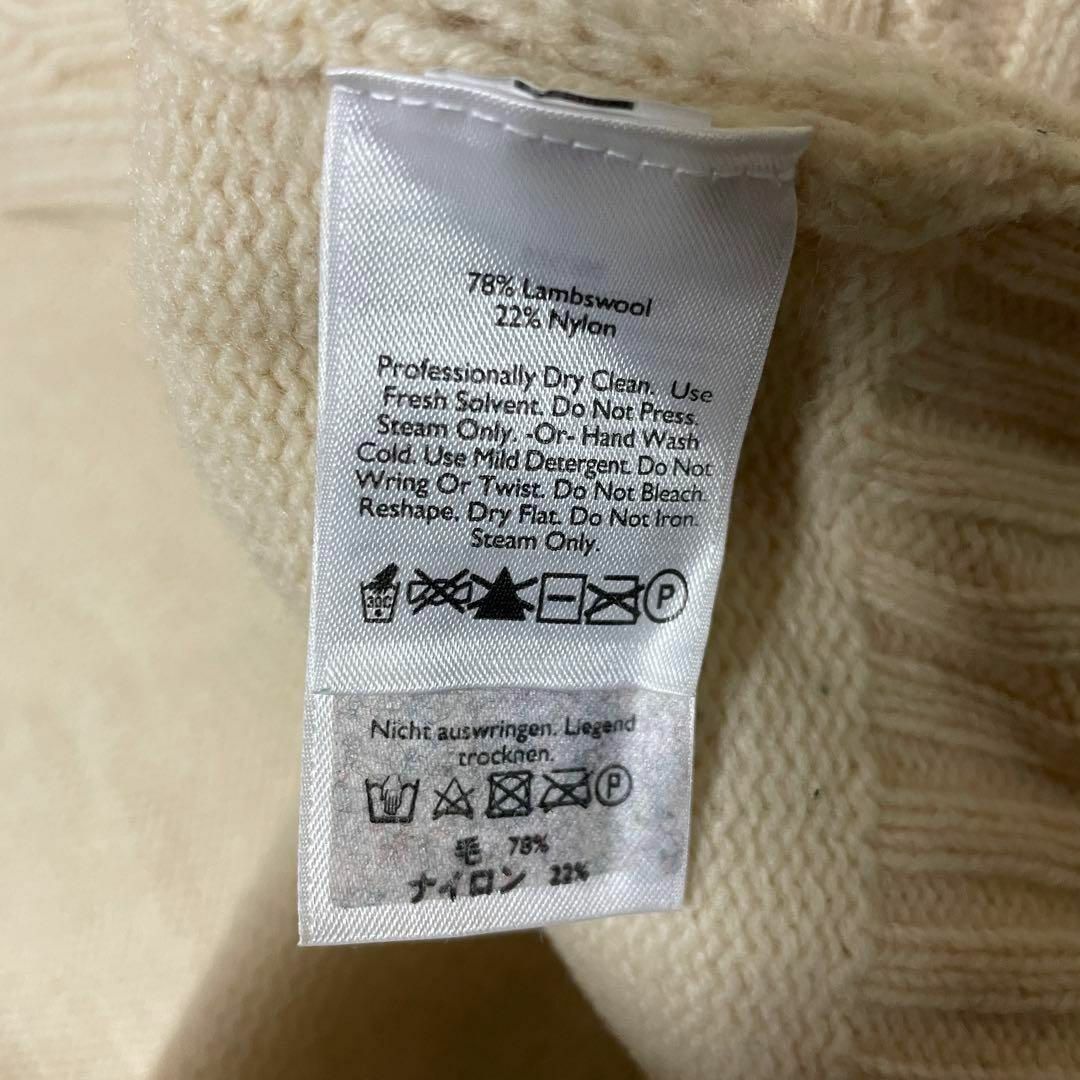 78% Lambswool
22% Nylon
Professionally Dry Clean. Use
Fresh Solvent. Do Not Press.
Steam Only. -Or- Hand Wash
Cold. Use Mild Detergent. Do Not
Wring Or Twist. Do Not Bleach.
Reshape. Dry Flat. Do Not Iron.
Steam Only.
30C P
Nicht auswringen. Liegend
trocknen.
P
毛 78%
ナイロン 22%